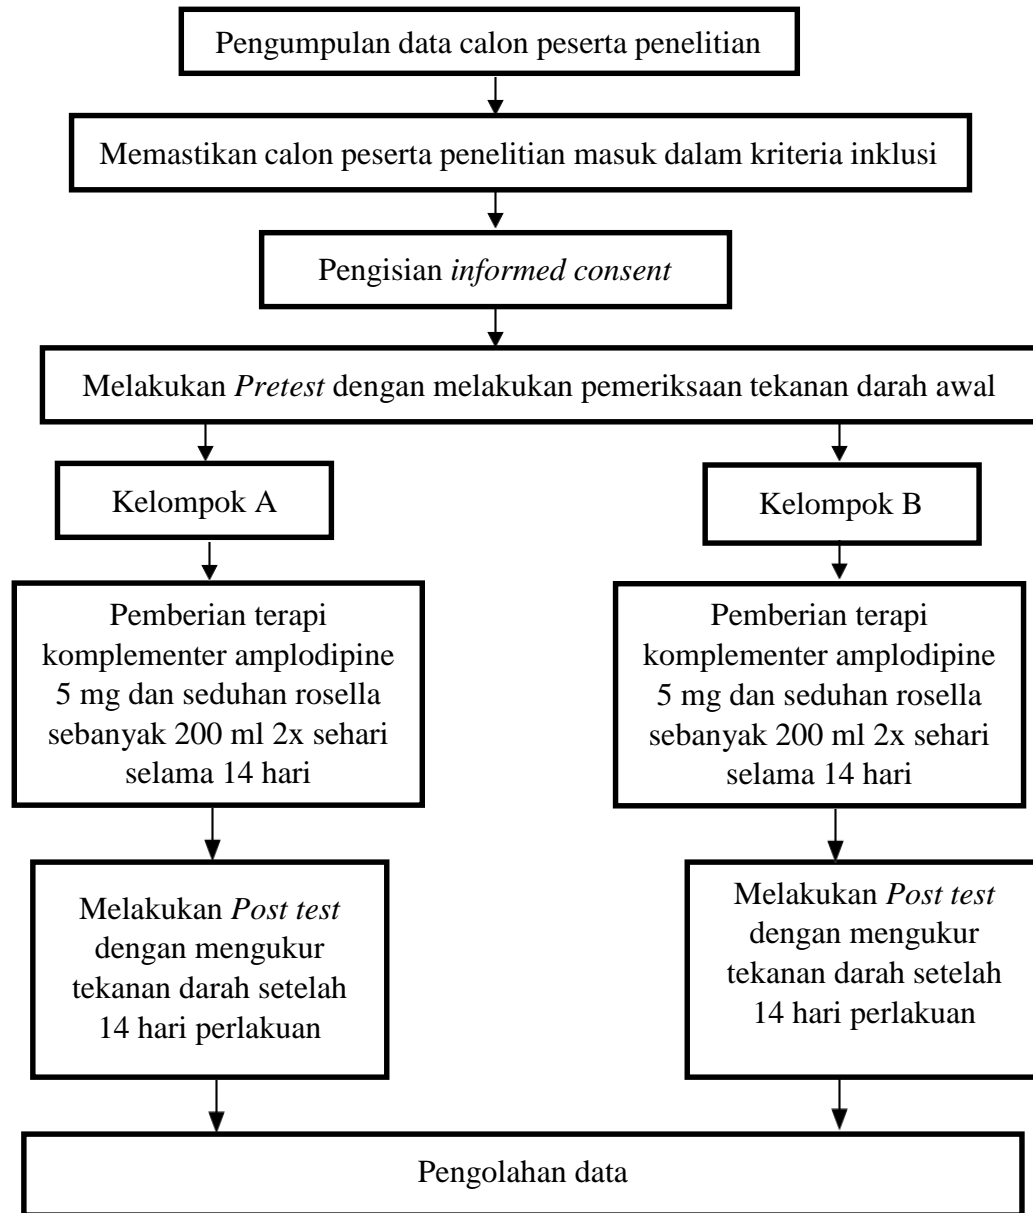 Pengumpulan data calon peserta penelitian
Memastikan calon peserta penelitian masuk dalam kriteria inklusi
Pengisian informed consent
Melakukan Pretest dengan melakukan pemeriksaan tekanan darah awal
Kelompok A
Pemberian terapi
komplementer amplodipine
5 mg dan seduhan rosella
sebanyak 200 ml 2x sehari
selama 14 hari
Melakukan Post test
dengan mengukur
tekanan darah setelah
14 hari perlakuan
Kelompok B
Pemberian terapi
komplementer amplodipine
5 mg dan seduhan rosella
sebanyak 200 ml 2x sehari
selama 14 hari
Melakukan Post test
dengan mengukur
tekanan darah setelah
14 hari perlakuan
Pengolahan data